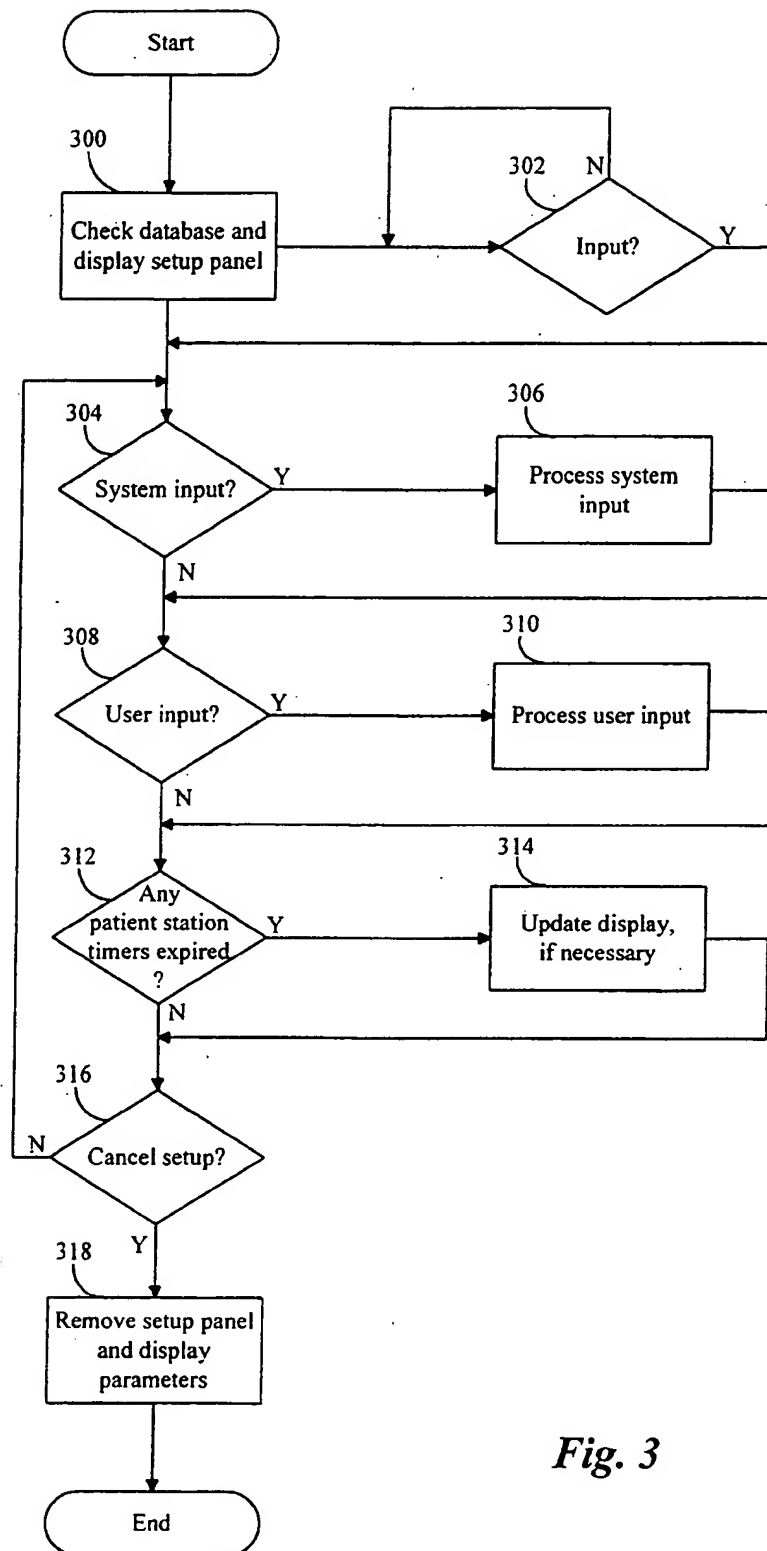 Start
300
Check database and
display setup panel
302
N
Input?
Y
304
System input?
Y
N
306
Process system
input
308
User input?
Y
N
310
Process user input
312
Any
patient station
timers expired
?
Y
N
314
Update display,
if necessary
316
N
Cancel setup?
Y
318
Remove setup panel
and display
parameters
End
Fig. 3